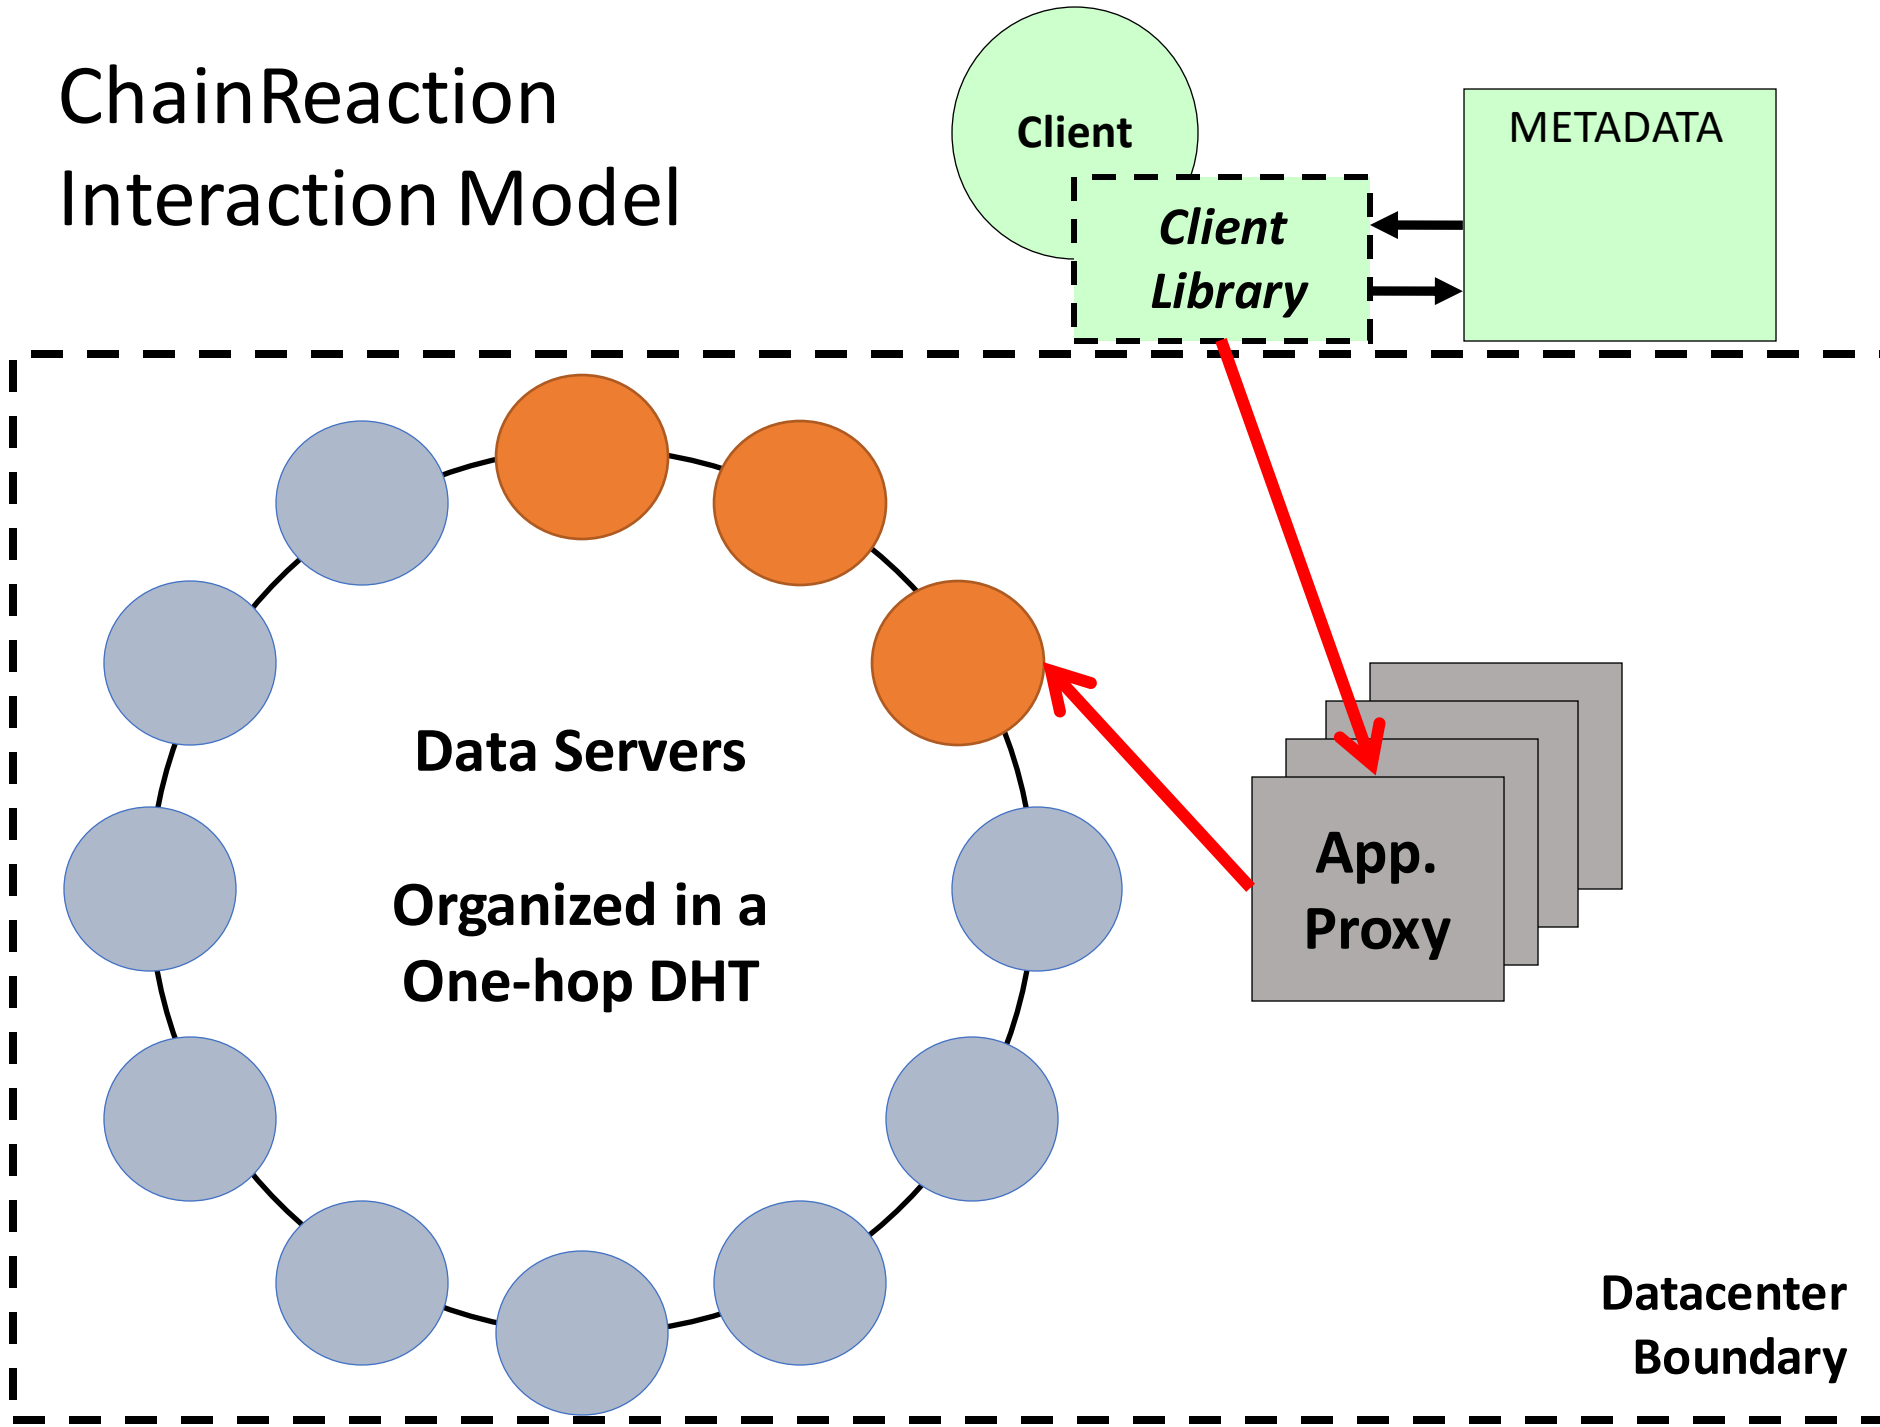 ChainReaction
Interaction Model
Client
METADATA
Client
Library
Data Servers
Organized in a
One-hop DHT
App.
Proxy
Datacenter
Boundary